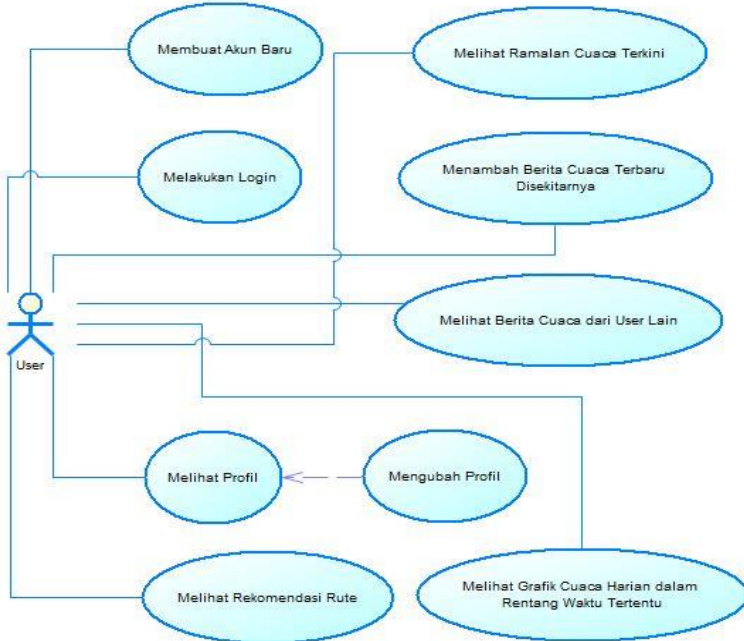 Membuat Akun Baru
Melihat Ramalan Cuaca Terkini
Melakukan Login
Menambah Berita Cuaca Terbaru
Disekitarnya
Melihat Berita Cuaca dari User Lain
User
Melihat Profil
Mengubah Profil
Melihat Rekomendasi Rute
Melihat Grafik Cuaca Harian dalam
Rentang Waktu Tertentu